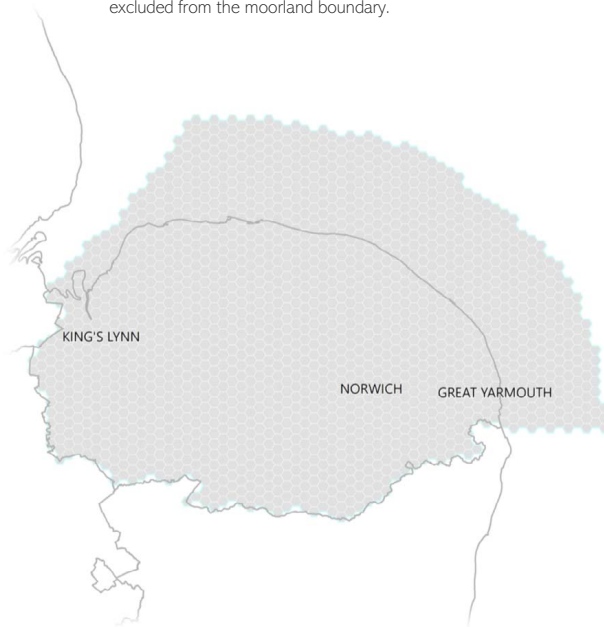 excluded from the moorland boundary.
KING'S LYNN
NORWICH
GREAT YARMOUTH